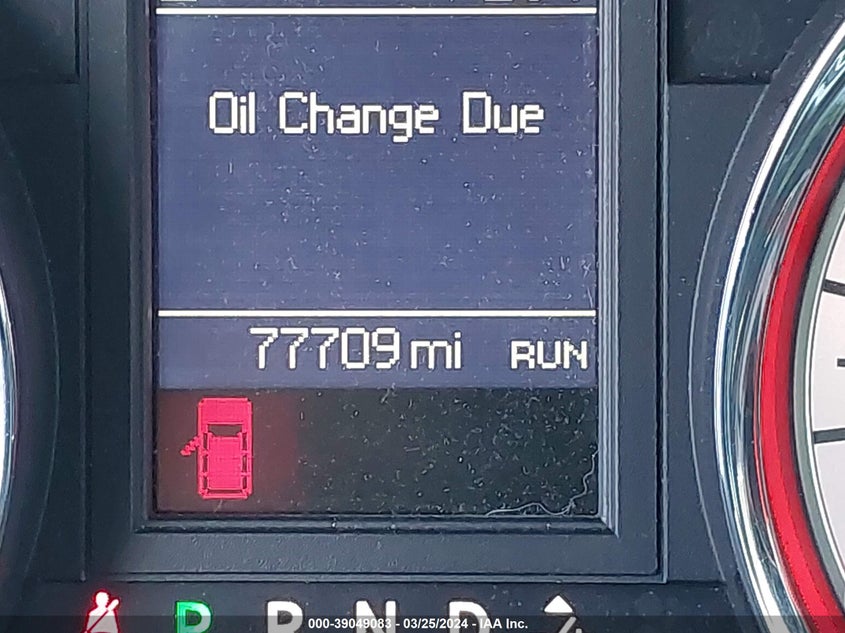 Oil Change Due
77709 mi RUN
P R N D
000-39049083 - 03/25/2024 - IAA Inc.